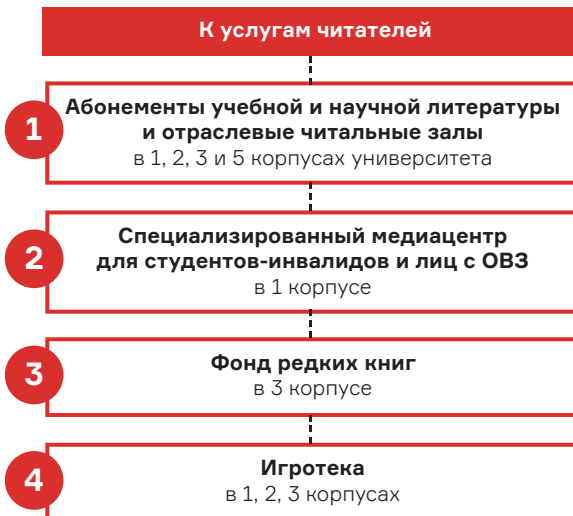 К услугам читателей
1
Абонементы учебной и научной литературы
и отраслевые читальные залы
в 1, 2, 3 и 5 корпусах университета
2
Специализированный медиацентр
для студентов-инвалидов и лиц с ОВЗ
в 1 корпусе
3
Фонд редких книг
в 3 корпусе
4
Игротека
в 1, 2, 3 корпусах